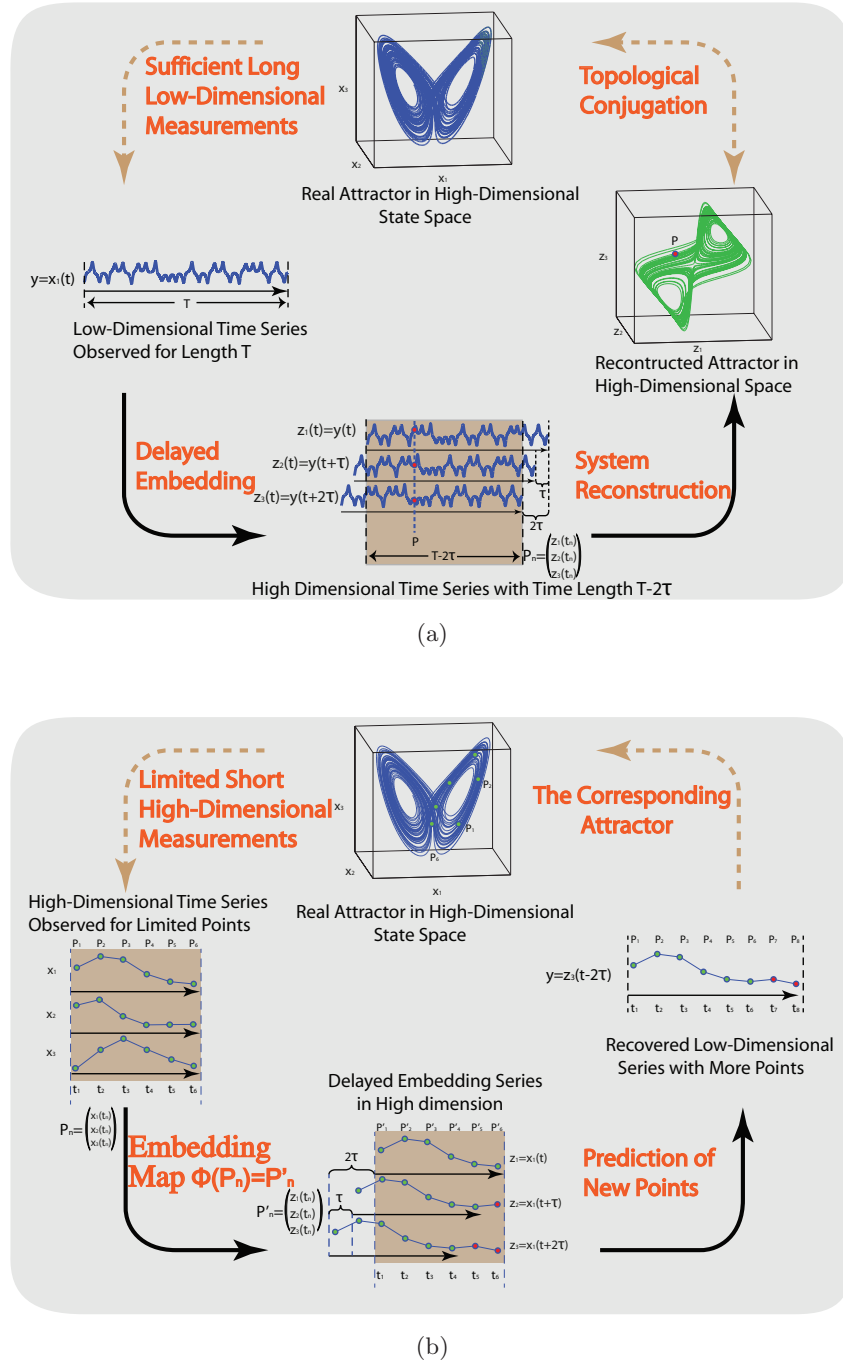 Sufficient Long
Low-Dimensional
Measurements
x₃
x₂
x₁
Real Attractor in High-Dimensional
State Space
Topological
Conjugation
P
z₃
z₂
z₁
Recontructed Attractor in
High-Dimensional Space
y=x₁(t)
T
Low-Dimensional Time Series
Observed for Length T
Delayed
Embedding
z₁(t)=y(t)
z₂(t)=y(t+τ)
z₃(t)=y(t+2τ)
τ
2τ
P
T-2τ
Pₙ=(z₁(tₙ)
z₂(tₙ)
z₃(tₙ))
High Dimensional Time Series with Time Length T-2τ
System
Reconstruction
(a)
Limited Short
High-Dimensional
Measurements
x₃
x₂
x₁
P₂
P₁
P₆
Real Attractor in High-Dimensional
State Space
The Corresponding
Attractor
High-Dimensional Time Series
Observed for Limited Points
P₁ P₂ P₃ P₄ P₅ P₆
x₁
x₂
x₃
t₁ t₂ t₃ t₄ t₅ t₆
Pₙ=(x₁(tₙ)
x₂(tₙ)
x₃(tₙ))
Embedding
Map Φ(Pₙ)=P'ₙ
Delayed Embedding Series
in High dimension
P'₁ P'₂ P'₃ P'₄ P'₅ P'₆
2τ
τ
z₁=x₁(t)
z₂=x₁(t+τ)
z₃=x₁(t+2τ)
P'ₙ=(z₁(tₙ)
z₂(tₙ)
z₃(tₙ))
t₁ t₂ t₃ t₄ t₅ t₆
Prediction of
New Points
P₁ P₂ P₃ P₄ P₅ P₆ P₇ P₈
y=z₃(t-2τ)
t₁ t₂ t₃ t₄ t₅ t₆ t₇ t₈
Recovered Low-Dimensional
Series with More Points
(b)